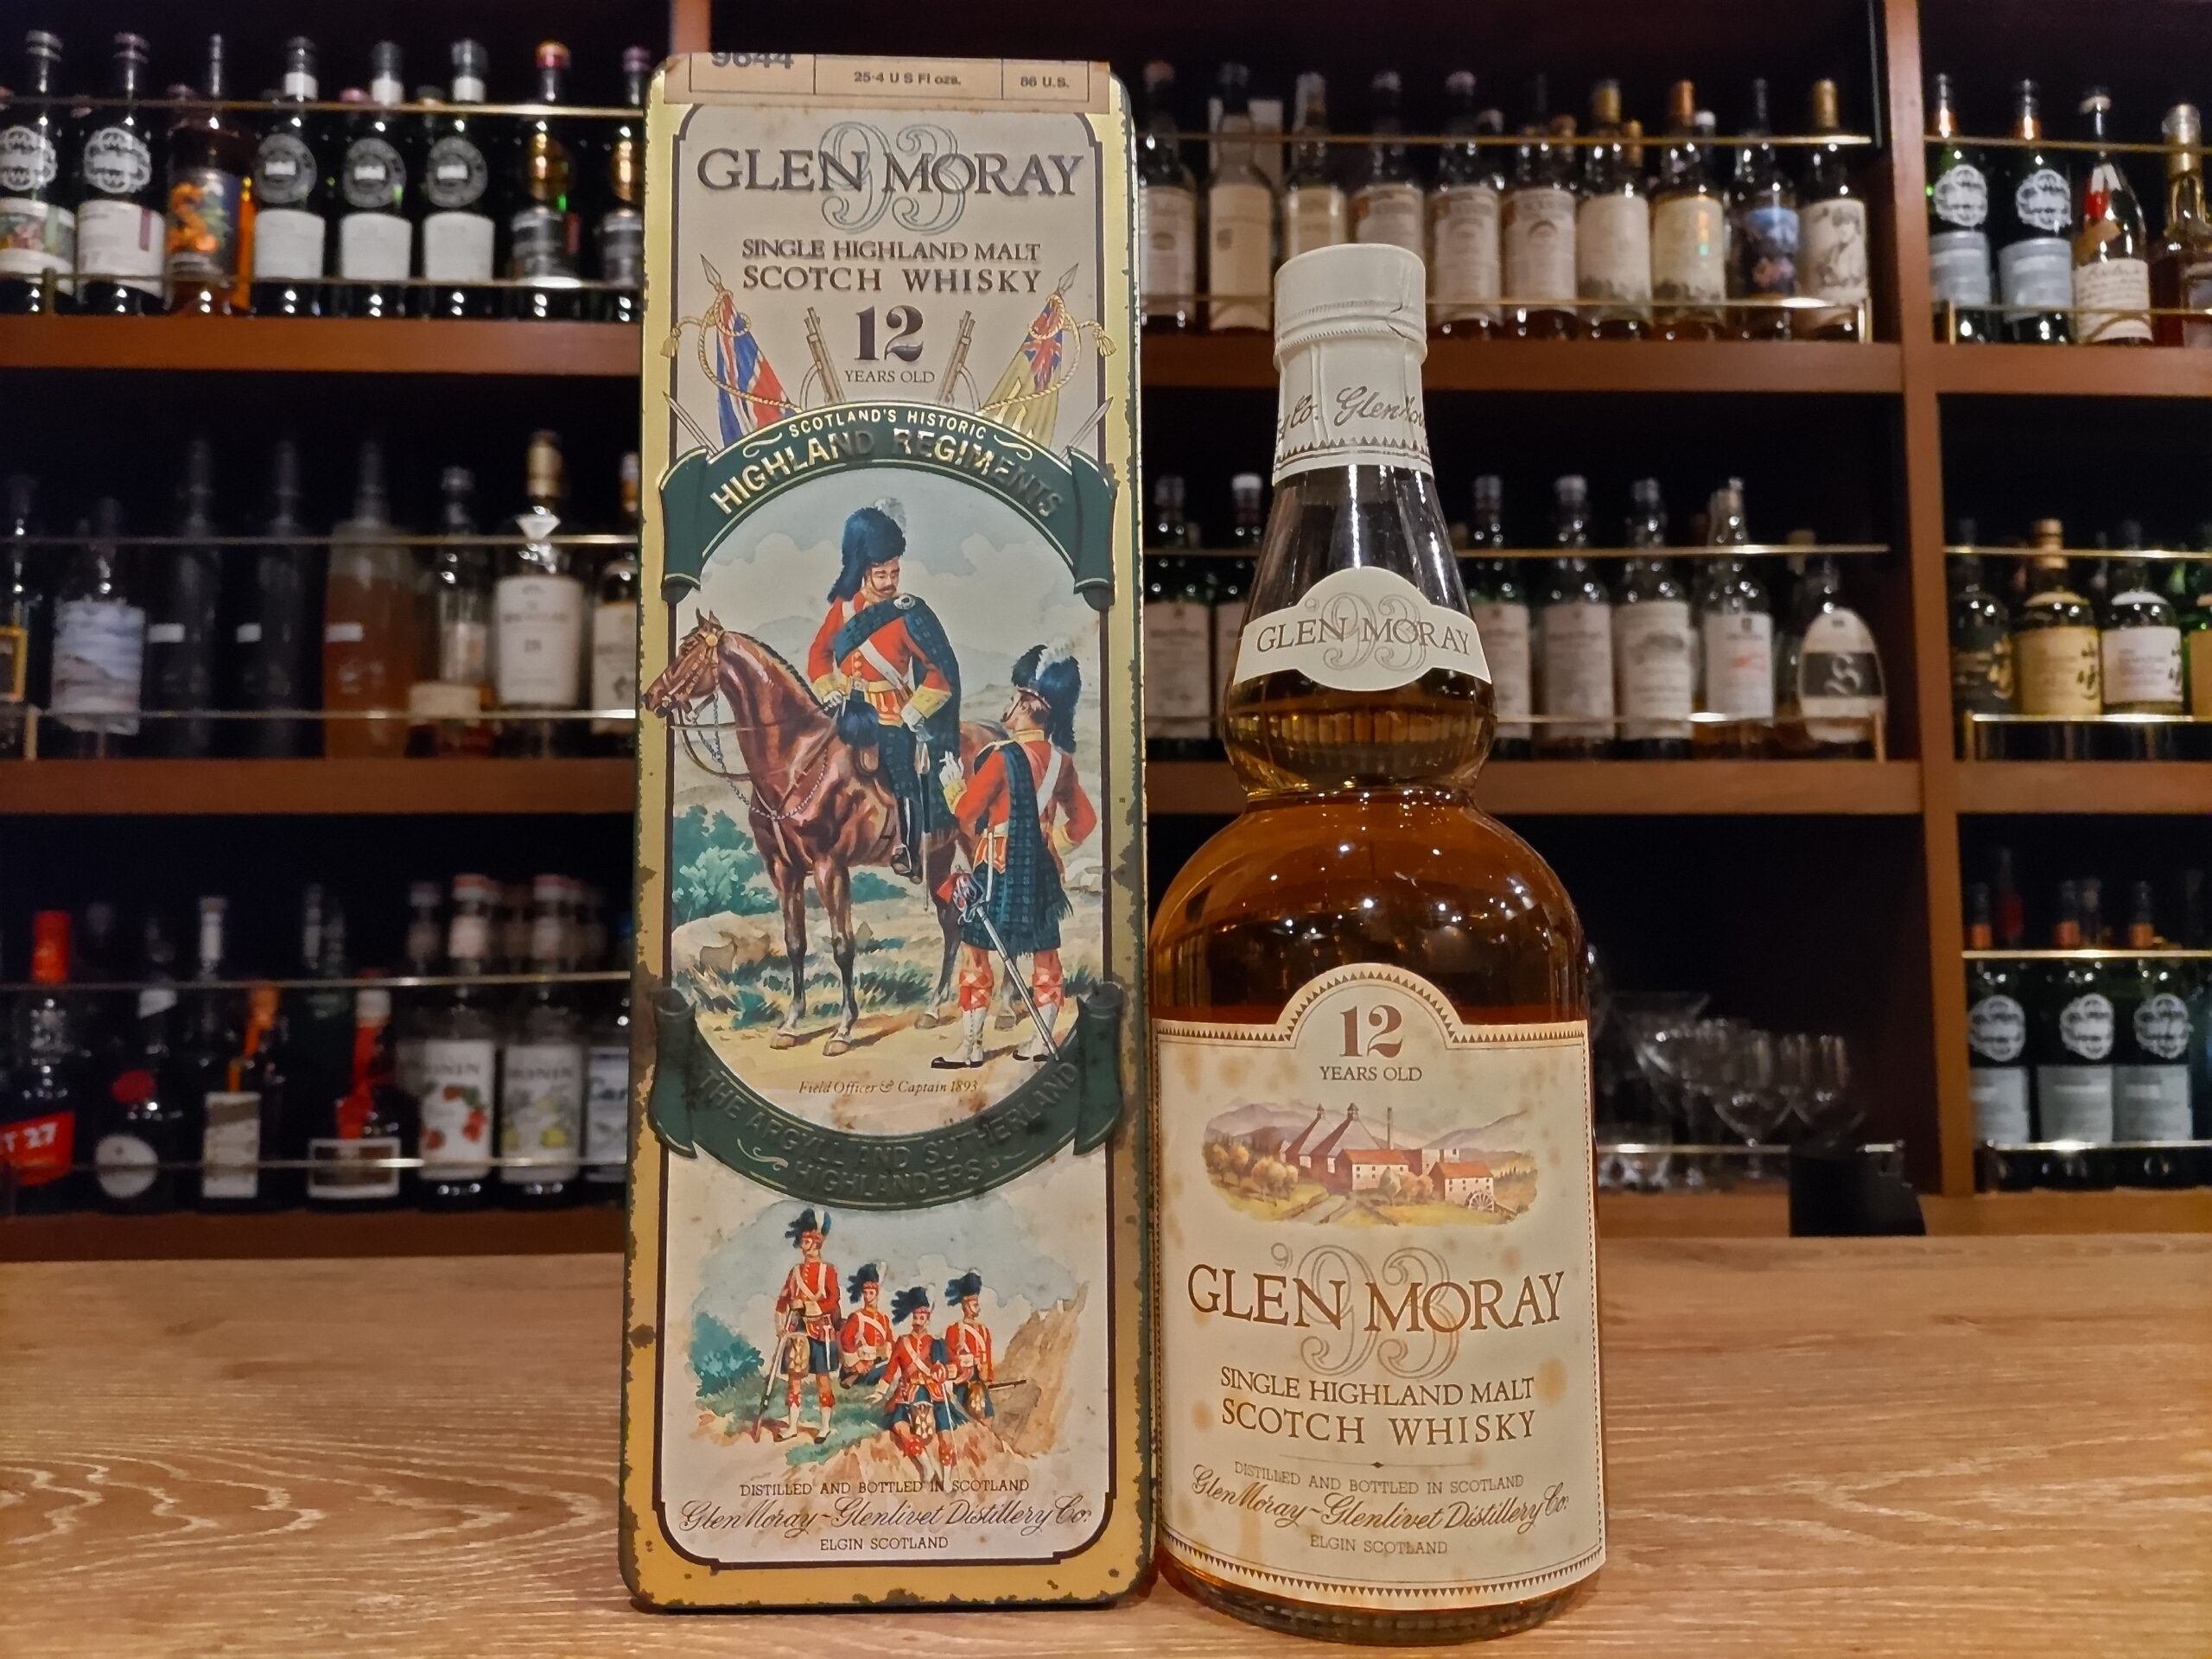 9644
25·4 U S Fl ozs.
86 U.S.
'93
GLEN MORAY
SINGLE HIGHLAND MALT
SCOTCH WHISKY
12
YEARS OLD
SCOTLAND'S HISTORIC
HIGHLAND REGIMENTS
Field Officer & Captain 1893
THE ARGYLL AND SUTHERLAND
HIGHLANDERS
DISTILLED AND BOTTLED IN SCOTLAND
Glen Moray-Glenlivet Distillery Co.
ELGIN SCOTLAND
Co. Glen
'93
GLEN MORAY
12
YEARS OLD
'93
GLEN MORAY
SINGLE HIGHLAND MALT
SCOTCH WHISKY
DISTILLED AND BOTTLED IN SCOTLAND
Glen Moray-Glenlivet Distillery Co.
ELGIN SCOTLAND
MONIN